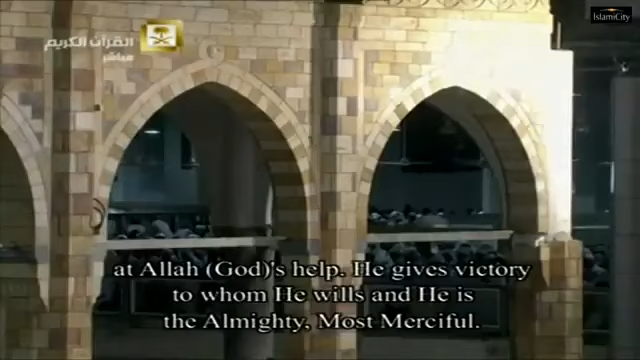 القرآن الكريم
مباشر
IslamiCity
at Allah (God)'s help. He gives victory
to whom He wills and He is
the Almighty, Most Merciful.